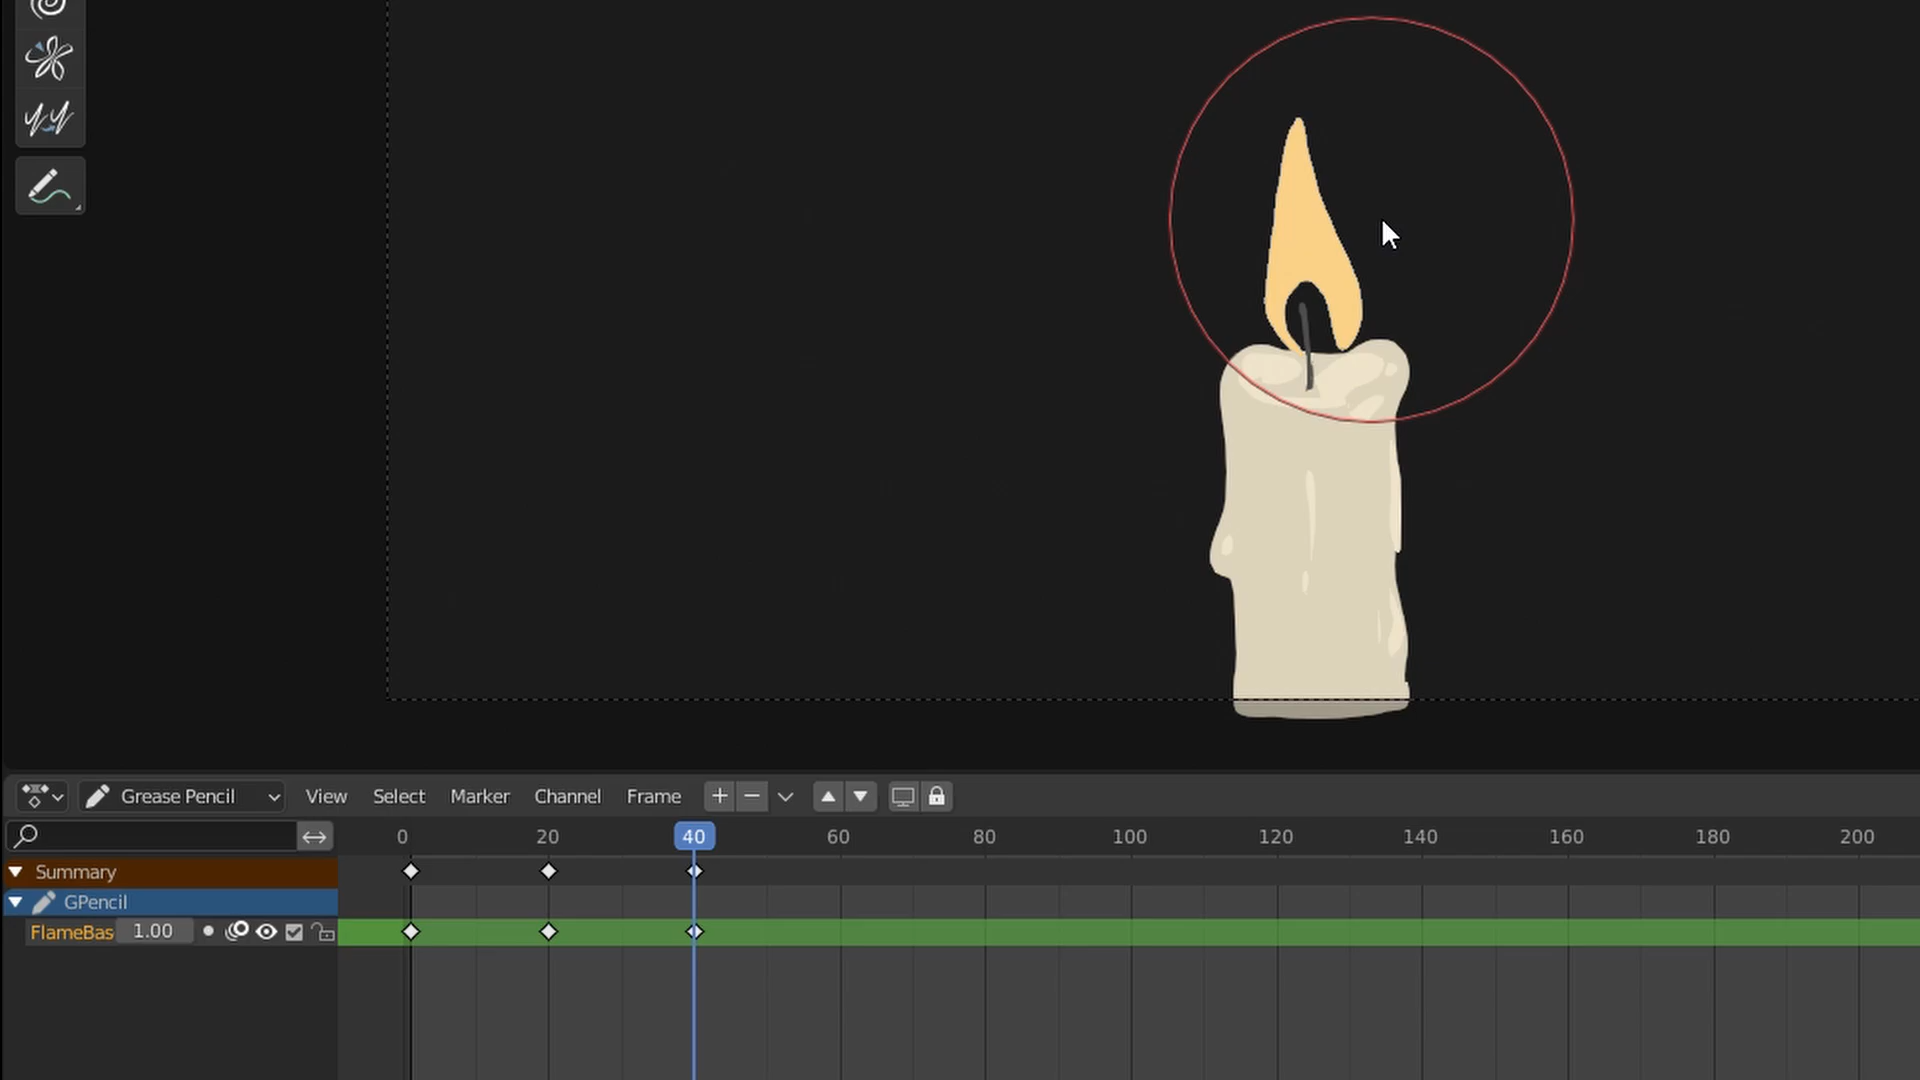 Grease Pencil View Select Marker Channel Frame
0 20 40 60 80 100 120 140 160 180 200
Summary
GPencil
FlameBas 1.00